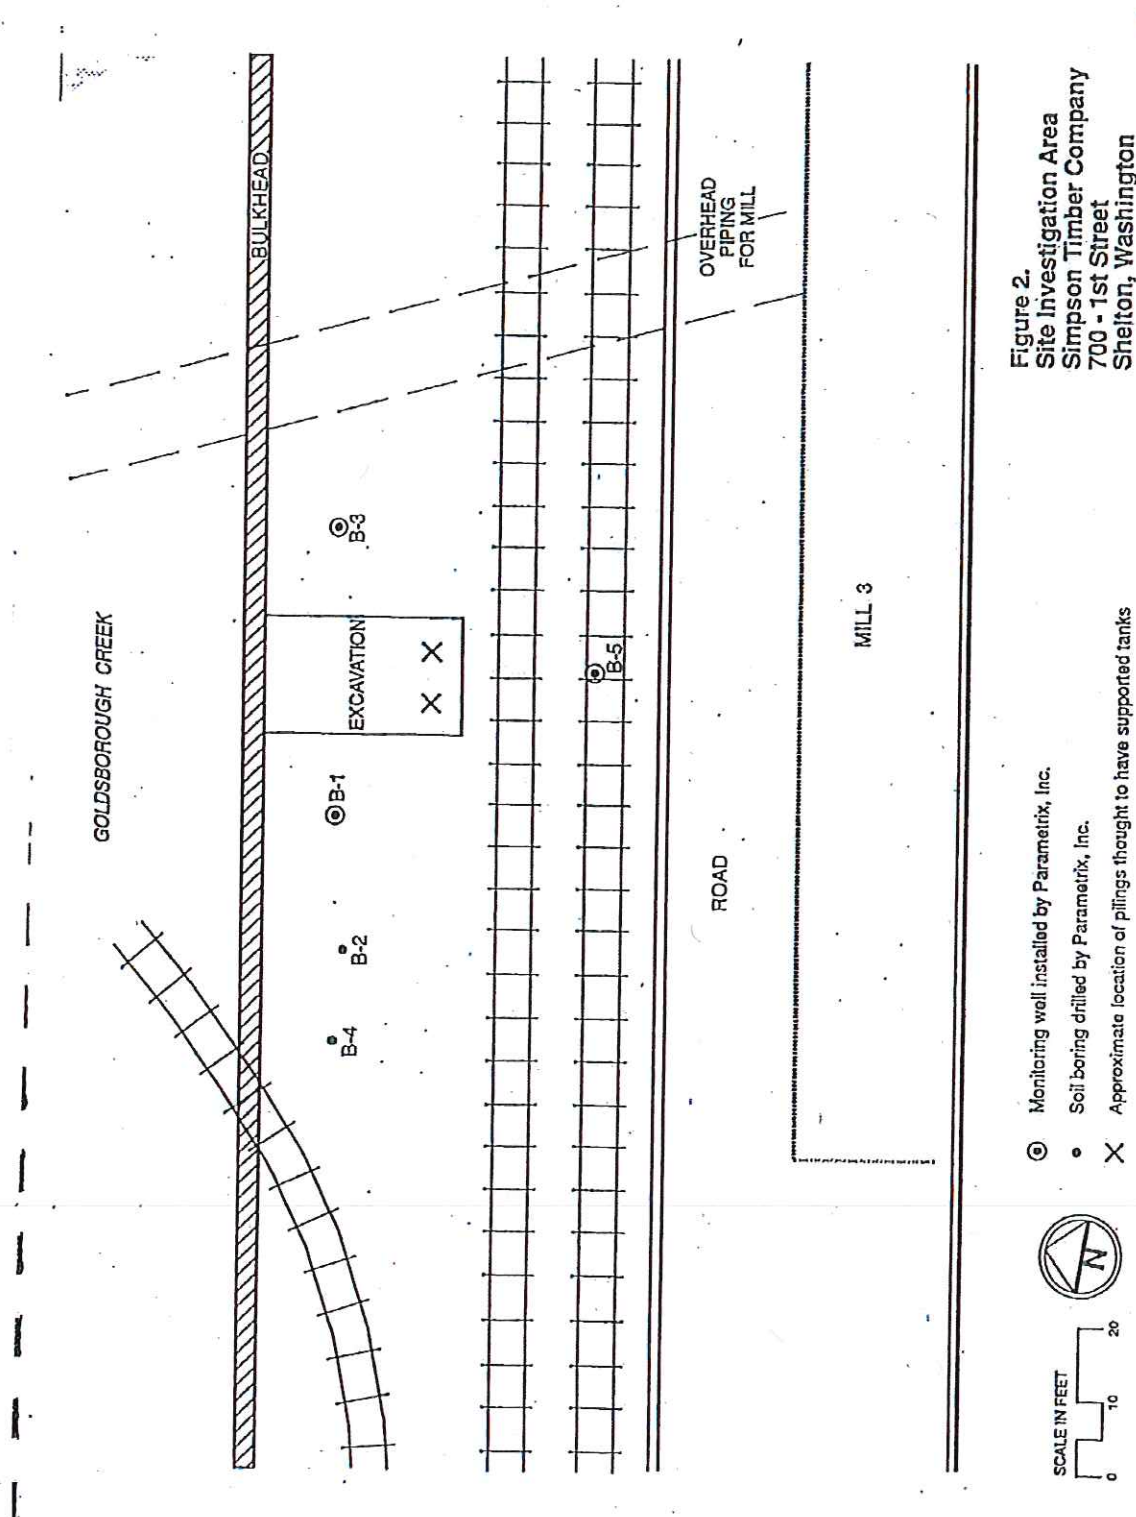 GOLDSBOROUGH CREEK
BULKHEAD
B-4
B-2
B-1
EXCAVATION
X X
B-3
B-5
OVERHEAD
PIPING
FOR MILL
ROAD
MILL 3
SCALE IN FEET
0 10 20
N
Monitoring well installed by Parametrix, Inc.
Soil boring drilled by Parametrix, Inc.
X Approximate location of pilings thought to have supported tanks
Figure 2.
Site Investigation Area
Simpson Timber Company
700 - 1st Street
Shelton, Washington